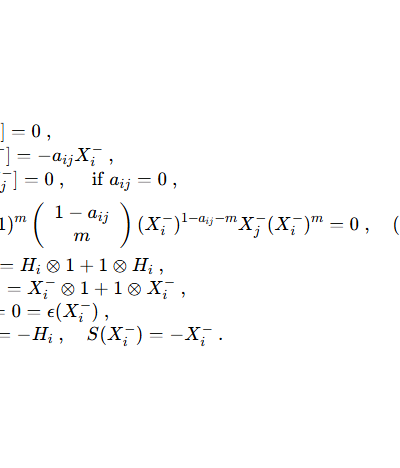 ] = 0 ,
⁻] = −a_{ij}X_i^− ,
_j^−] = 0 , if a_{ij} = 0 ,
1)^m ( 1 − a_{ij} m ) (X_i^−)^{1−a_{ij}−m} X_j^− (X_i^−)^m = 0 , (
= H_i ⊗ 1 + 1 ⊗ H_i ,
= X_i^− ⊗ 1 + 1 ⊗ X_i^− ,
= 0 = ϵ(X_i^−) ,
= −H_i , S(X_i^−) = −X_i^− .